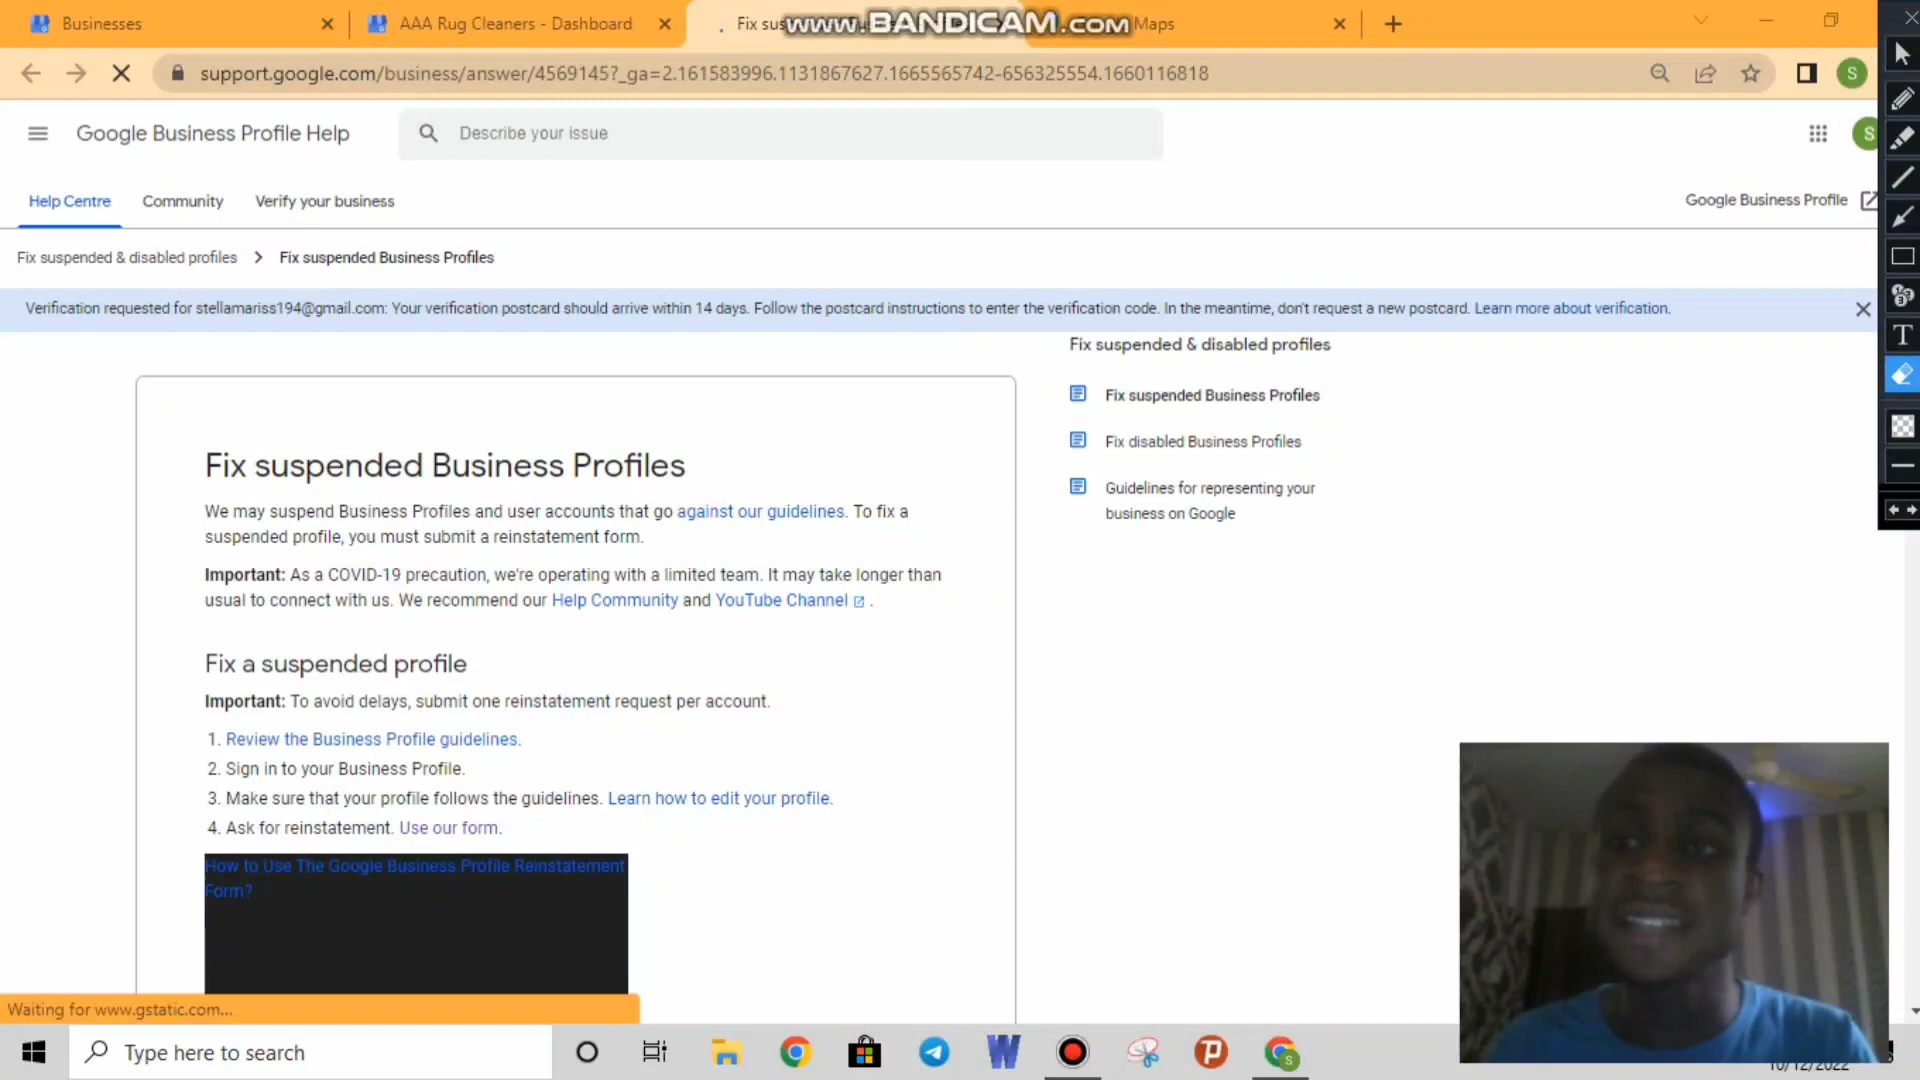 Businesses
AAA Rug Cleaners - Dashboard
Fix sus
www.BANDICAM.com
Maps
support.google.com/business/answer/4569145?_ga=2.161583996.1131867627.1665565742-656325554.1660116818
S
Google Business Profile Help
Describe your issue
S
Help Centre
Community
Verify your business
Google Business Profile
Fix suspended & disabled profiles
Fix suspended Business Profiles
Verification requested for stellamariss194@gmail.com: Your verification postcard should arrive within 14 days. Follow the postcard instructions to enter the verification code. In the meantime, don't request a new postcard. Learn more about verification.
Fix suspended & disabled profiles
Fix suspended Business Profiles
Fix disabled Business Profiles
Guidelines for representing your
business on Google
Fix suspended Business Profiles
We may suspend Business Profiles and user accounts that go against our guidelines. To fix a
suspended profile, you must submit a reinstatement form.
Important: As a COVID-19 precaution, we're operating with a limited team. It may take longer than
usual to connect with us. We recommend our Help Community and YouTube Channel .
Fix a suspended profile
Important: To avoid delays, submit one reinstatement request per account.
1. Review the Business Profile guidelines.
2. Sign in to your Business Profile.
3. Make sure that your profile follows the guidelines. Learn how to edit your profile.
4. Ask for reinstatement. Use our form.
How to Use The Google Business Profile Reinstatement
Form?
Waiting for www.gstatic.com...
Type here to search
10/12/2022